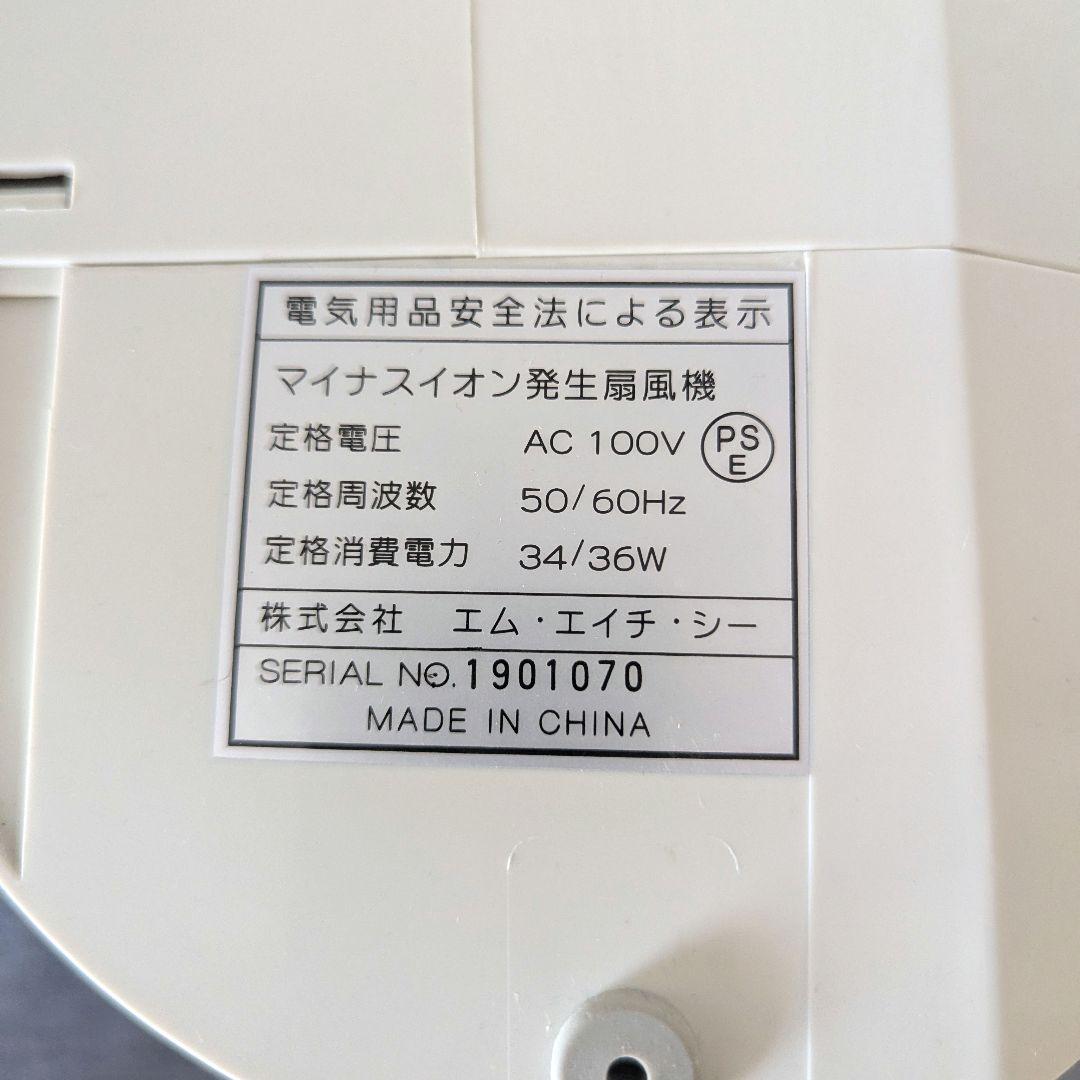 電気用品安全法による表示
マイナスイオン発生扇風機
定格電圧 AC 100V PSE
定格周波数 50/60Hz
定格消費電力 34/36W
株式会社 エム・エイチ・シー
SERIAL NO. 1901070
MADE IN CHINA